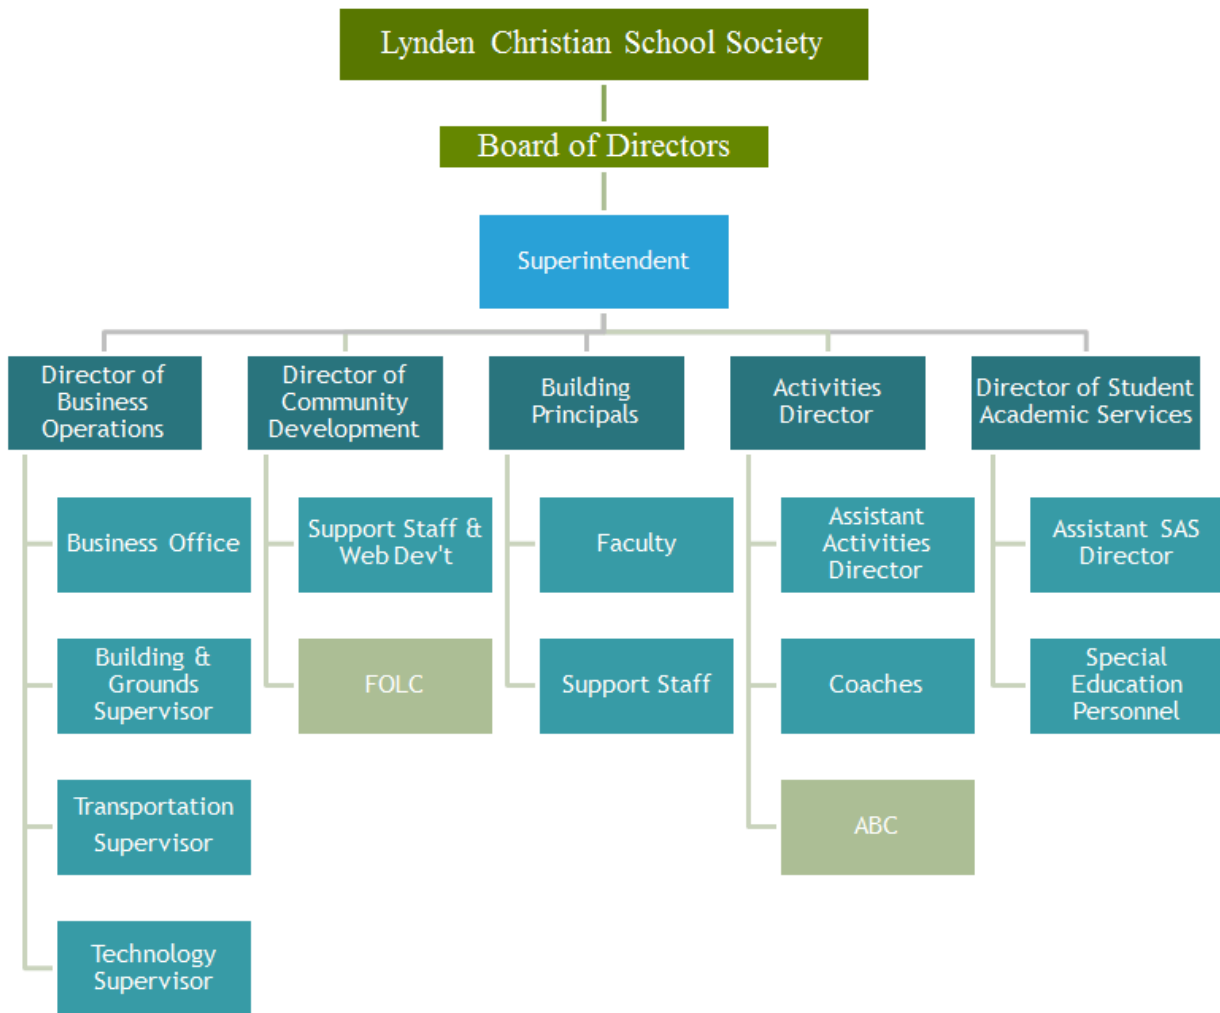 Lynden Christian School Society
Board of Directors
Superintendent
Director of
Business
Operations
Director of
Community
Development
Building
Principals
Activities
Director
Director of Student
Academic Services
Business Office
Support Staff &
Web Dev't
Faculty
Assistant
Activities
Director
Assistant SAS
Director
Building &
Grounds
Supervisor
FOLC
Support Staff
Coaches
Special
Education
Personnel
Transportation
Supervisor
ABC
Technology
Supervisor